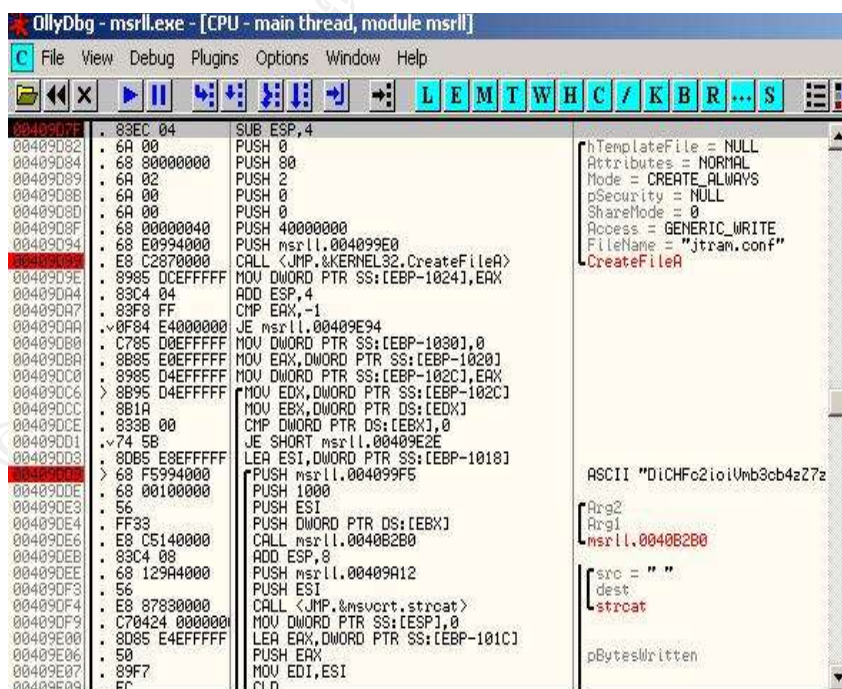 OllyDbg - msrll.exe - [CPU - main thread, module msrll]
C File View Debug Plugins Options Window Help
L E M T W H C / K B R ... S
00409D7F . 83EC 04 SUB ESP,4
00409D82 . 6A 00 PUSH 0 hTemplateFile = NULL
00409D84 . 68 80000000 PUSH 80 Attributes = NORMAL
00409D89 . 6A 02 PUSH 2 Mode = CREATE_ALWAYS
00409D8B . 6A 00 PUSH 0 pSecurity = NULL
00409D8D . 6A 00 PUSH 0 ShareMode = 0
00409D8F . 68 00000040 PUSH 40000000 Access = GENERIC_WRITE
00409D94 . 68 E0994000 PUSH msrll.004099E0 FileName = "jtram.conf"
00409D99 . E8 C2870000 CALL <JMP.&KERNEL32.CreateFileA> CreateFileA
00409D9E . 8985 DCEFFFFF MOV DWORD PTR SS:[EBP-1024],EAX
00409DA4 . 83C4 04 ADD ESP,4
00409DA7 . 83F8 FF CMP EAX,-1
00409DAA .v0F84 E4000000 JE msrll.00409E94
00409DB0 . C785 D0EFFFFF MOV DWORD PTR SS:[EBP-1030],0
00409DBA . 8B85 E0EFFFFF MOV EAX,DWORD PTR SS:[EBP-1020]
00409DC0 . 8985 D4EFFFFF MOV DWORD PTR SS:[EBP-102C],EAX
00409DC6 > 8B95 D4EFFFFF MOV EDX,DWORD PTR SS:[EBP-102C]
00409DCC . 8B1A MOV EBX,DWORD PTR DS:[EDX]
00409DCE . 833B 00 CMP DWORD PTR DS:[EBX],0
00409DD1 .v74 5B JE SHORT msrll.00409E2E
00409DD3 . 8DB5 E8EFFFFF LEA ESI,DWORD PTR SS:[EBP-1018]
00409DD9 > 68 F5994000 PUSH msrll.004099F5 ASCII "DiCHFc2ioiVmb3cb4zZ7z
00409DDE . 68 00100000 PUSH 1000
00409DE3 . 56 PUSH ESI Arg2
00409DE4 . FF33 PUSH DWORD PTR DS:[EBX] Arg1
00409DE6 . E8 C5140000 CALL msrll.0040B2B0 msrll.0040B2B0
00409DEB . 83C4 08 ADD ESP,8
00409DEE . 68 129A4000 PUSH msrll.00409A12 src = " "
00409DF3 . 56 PUSH ESI dest
00409DF4 . E8 87830000 CALL <JMP.&msvcrt.strcat> strcat
00409DF9 . C70424 000000 MOV DWORD PTR SS:[ESP],0
00409E00 . 8D85 E4EFFFFF LEA EAX,DWORD PTR SS:[EBP-101C]
00409E06 . 50 PUSH EAX pBytesWritten
00409E07 . 89F7 MOV EDI,ESI
00409E09 . FC CLD